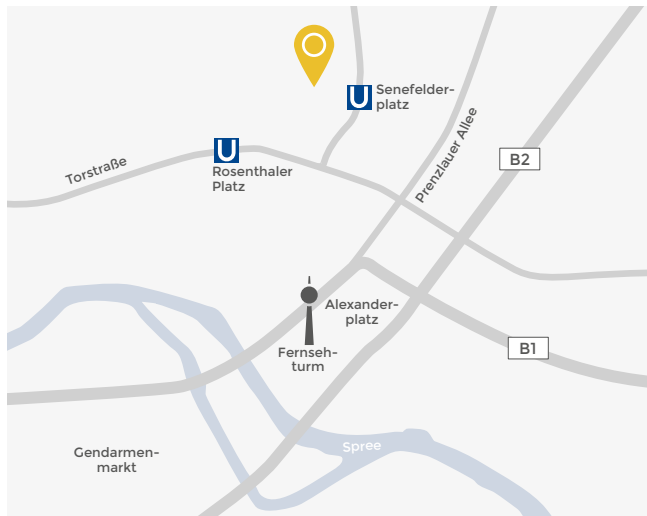 U
Senefelder-
platz
U
Rosenthaler
Platz
Torstraße
Prenzlauer Allee
B2
Alexander-
platz
Fernseh-
turm
B1
Gendarmen-
markt
Spree